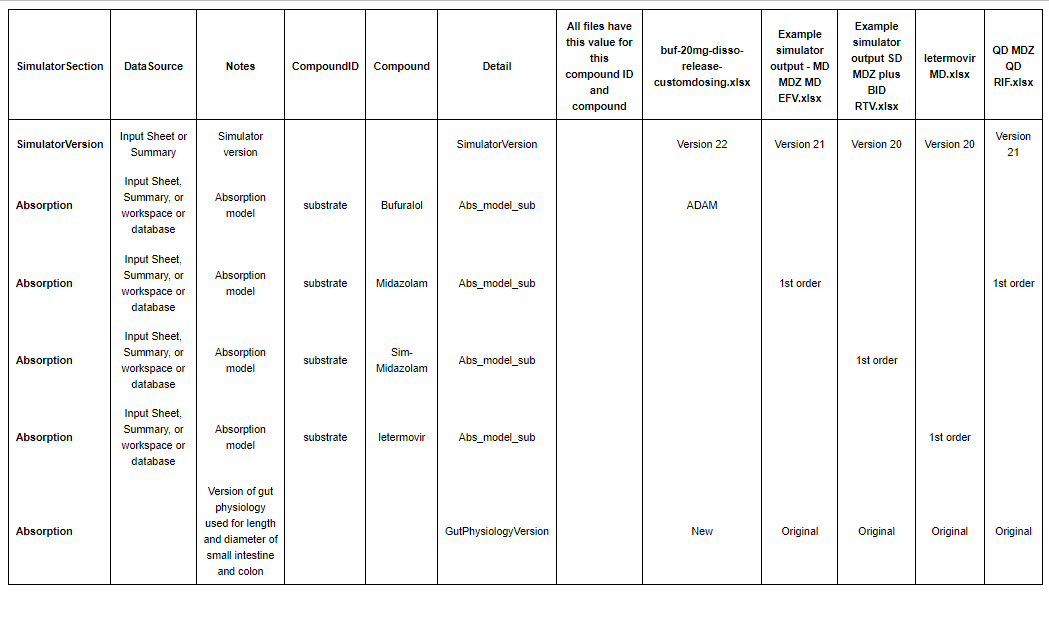 SimulatorSection DataSource Notes CompoundID Compound Detail All files have this value for this compound ID and compound buf-20mg-disso-release-customdosing.xlsx Example simulator output - MD MDZ MD EFV.xlsx Example simulator output SD MDZ plus BID RTV.xlsx letermovir MD.xlsx QD MDZ QD RIF.xlsx
SimulatorVersion Input Sheet or Summary Simulator version SimulatorVersion Version 22 Version 21 Version 20 Version 20 Version 21
Absorption Input Sheet, Summary, or workspace or database Absorption model substrate Bufuralol Abs_model_sub ADAM
Absorption Input Sheet, Summary, or workspace or database Absorption model substrate Midazolam Abs_model_sub 1st order 1st order
Absorption Input Sheet, Summary, or workspace or database Absorption model substrate Sim-Midazolam Abs_model_sub 1st order
Absorption Input Sheet, Summary, or workspace or database Absorption model substrate letermovir Abs_model_sub 1st order
Absorption Version of gut physiology used for length and diameter of small intestine and colon GutPhysiologyVersion New Original Original Original Original